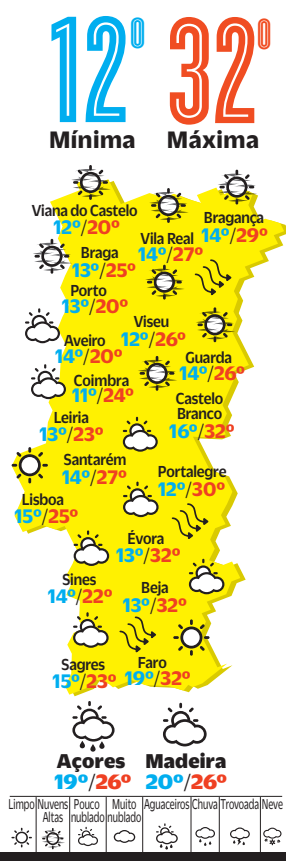 12º 32º
Mínima Máxima
Viana do Castelo
12º/20º
Bragança
14º/29º
Vila Real
14º/27º
Braga
13º/25º
Porto
13º/20º
Viseu
12º/26º
Aveiro
14º/20º
Guarda
14º/26º
Coimbra
11º/24º
Castelo
Branco
16º/32º
Leiria
13º/23º
Santarém
14º/27º
Portalegre
12º/30º
Lisboa
15º/25º
Évora
13º/32º
Sines
14º/22º
Beja
13º/32º
Sagres
15º/23º
Faro
19º/32º
Açores
19º/26º
Madeira
20º/26º
Limpo
Nuvens
Altas
Pouco
nublado
Muito
nublado
Aguaceiros
Chuva
Trovoada
Neve